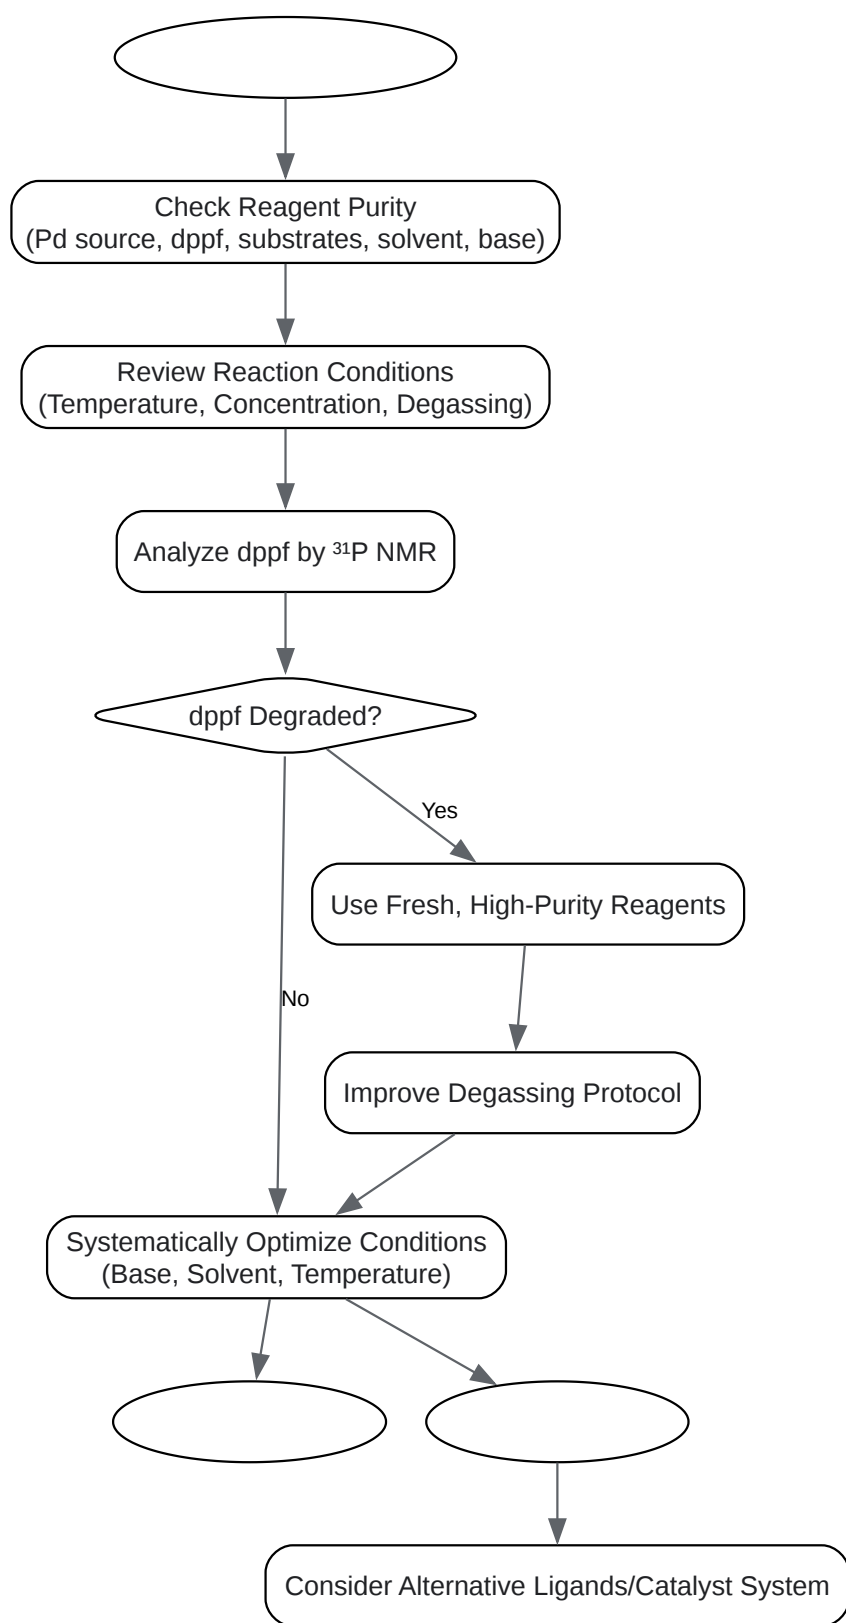 Check Reagent Purity
(Pd source, dppf, substrates, solvent, base)
Review Reaction Conditions
(Temperature, Concentration, Degassing)
Analyze dppf by ³¹P NMR
dppf Degraded?
Yes
Use Fresh, High-Purity Reagents
No
Improve Degassing Protocol
Systematically Optimize Conditions
(Base, Solvent, Temperature)
Consider Alternative Ligands/Catalyst System